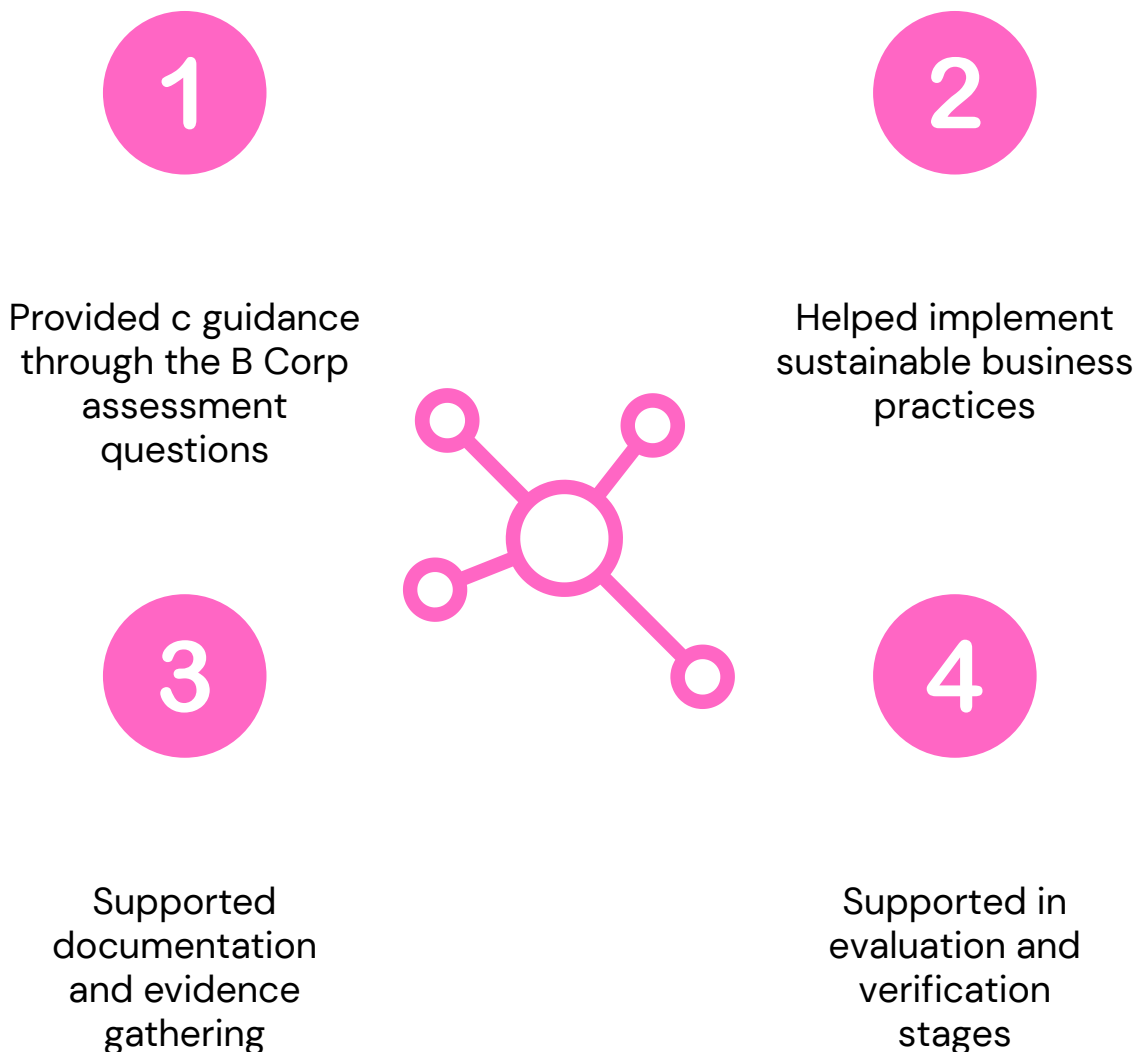 1
Provided c guidance
through the B Corp
assessment
questions
2
Helped implement
sustainable business
practices
3
Supported
documentation
and evidence
gathering
4
Supported in
evaluation and
verification
stages